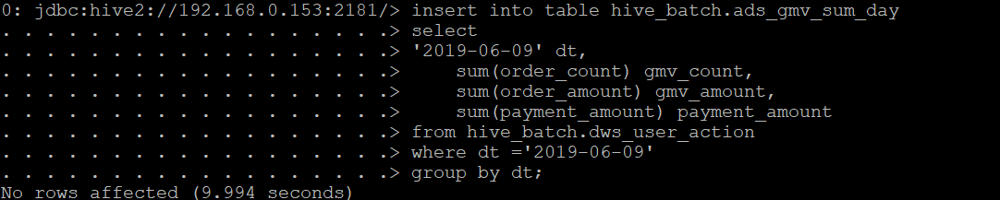 0: jdbc:hive2://192.168.0.153:2181/> insert into table hive_batch.ads_gmv_sum_day
. . . . . . . . . . . . . . . . . .> select
. . . . . . . . . . . . . . . . . .> '2019-06-09' dt,
. . . . . . . . . . . . . . . . . .>     sum(order_count) gmv_count,
. . . . . . . . . . . . . . . . . .>     sum(order_amount) gmv_amount,
. . . . . . . . . . . . . . . . . .>     sum(payment_amount) payment_amount
. . . . . . . . . . . . . . . . . .> from hive_batch.dws_user_action
. . . . . . . . . . . . . . . . . .> where dt ='2019-06-09'
. . . . . . . . . . . . . . . . . .> group by dt;
No rows affected (9.994 seconds)